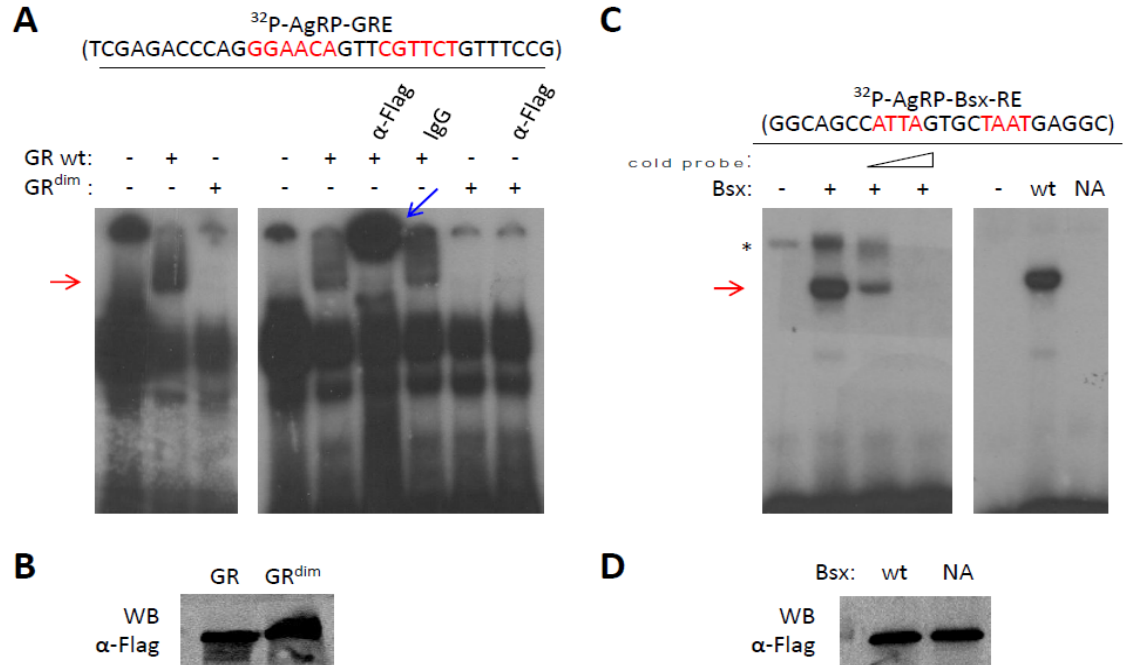 A
³²P-AgRP-GRE
(TCGAGACCCAGGGAACAGTTCGTTCTGTTTCCG)
α-Flag IgG α-Flag
GR wt: - + - - + + + - -
GRdim : - - + - - - - + +
B
GR GRdim
WB
α-Flag
C
³²P-AgRP-Bsx-RE
(GGCAGCCATTAGTGCTAATGAGGC)
cold probe:
Bsx: - + + + - wt NA
*
D
Bsx: wt NA
WB
α-Flag